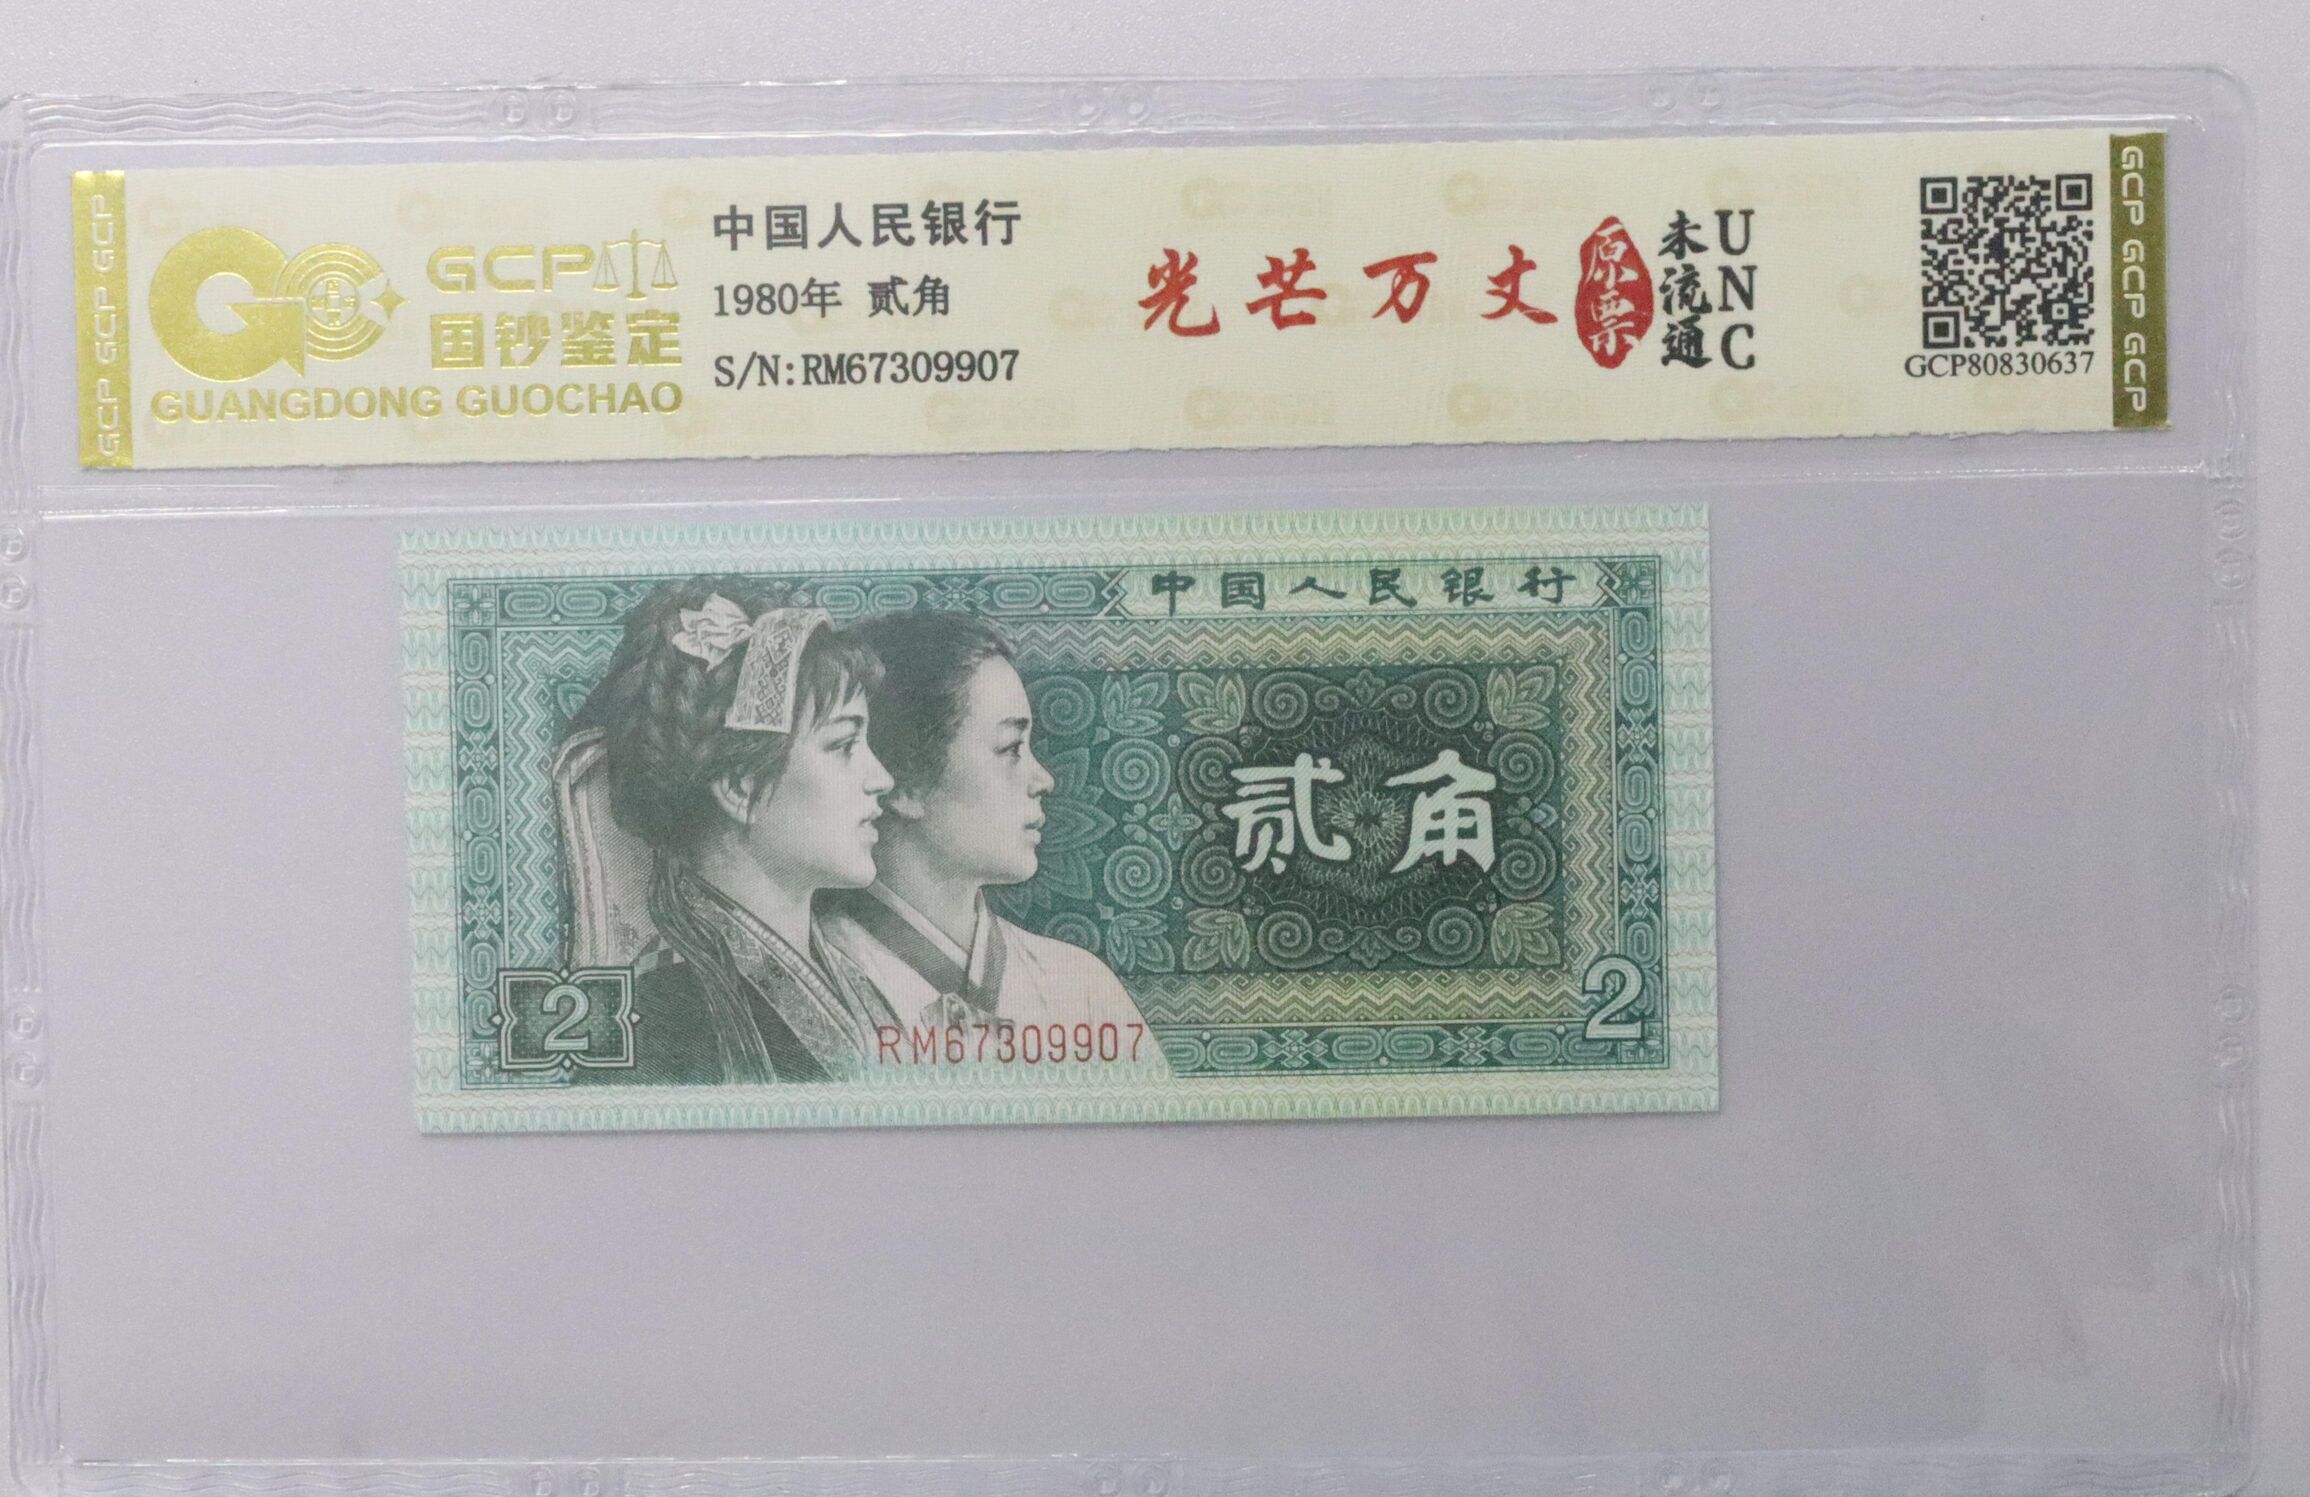 GCP GCP GCP
GCP
国钞鉴定
GUANGDONG GUOCHAO
中国人民银行
1980年 贰角
S/N:RM67309907
光芒万丈
原票
未流通
UNC
GCP80830637
GCP GCP GCP
中国人民银行
贰角
2
2
RM67309907